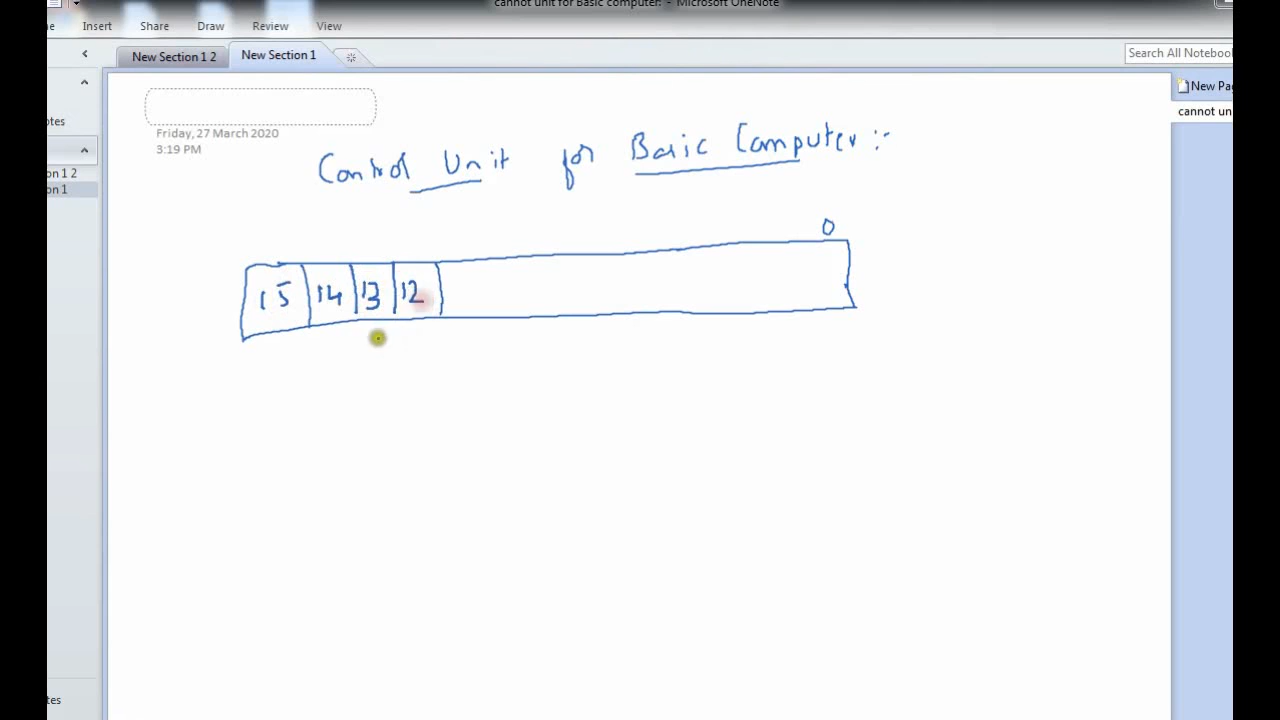 cannot unit for Basic computer: - Microsoft OneNote
Insert Share Draw Review View
New Section 1 2 New Section 1
Search All Noteboo
New Pa
cannot un
Friday, 27 March 2020
3:19 PM
otes
on 1 2
on 1
Control Unit for Basic Computer :-
0
15 14 13 12
otes